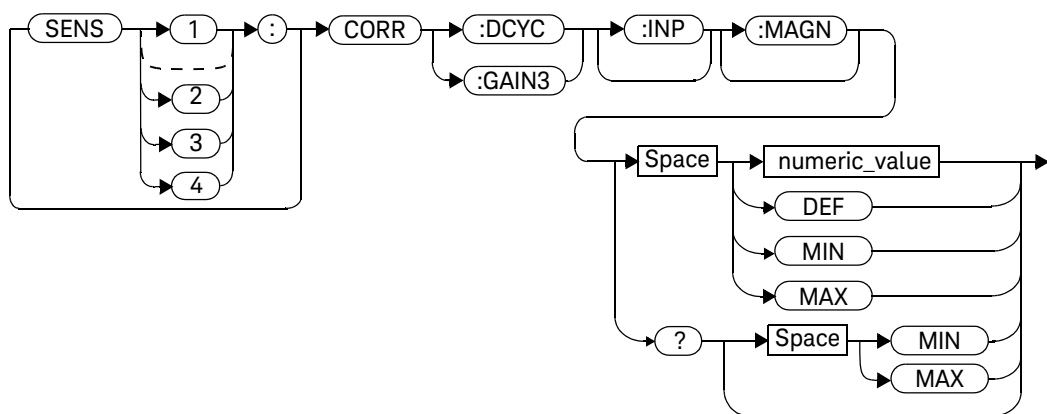 SENS 1 : CORR :DCYC :INP :MAGN
2 :GAIN3
3
4
Space numeric_value
DEF
MIN
MAX
? Space MIN
MAX